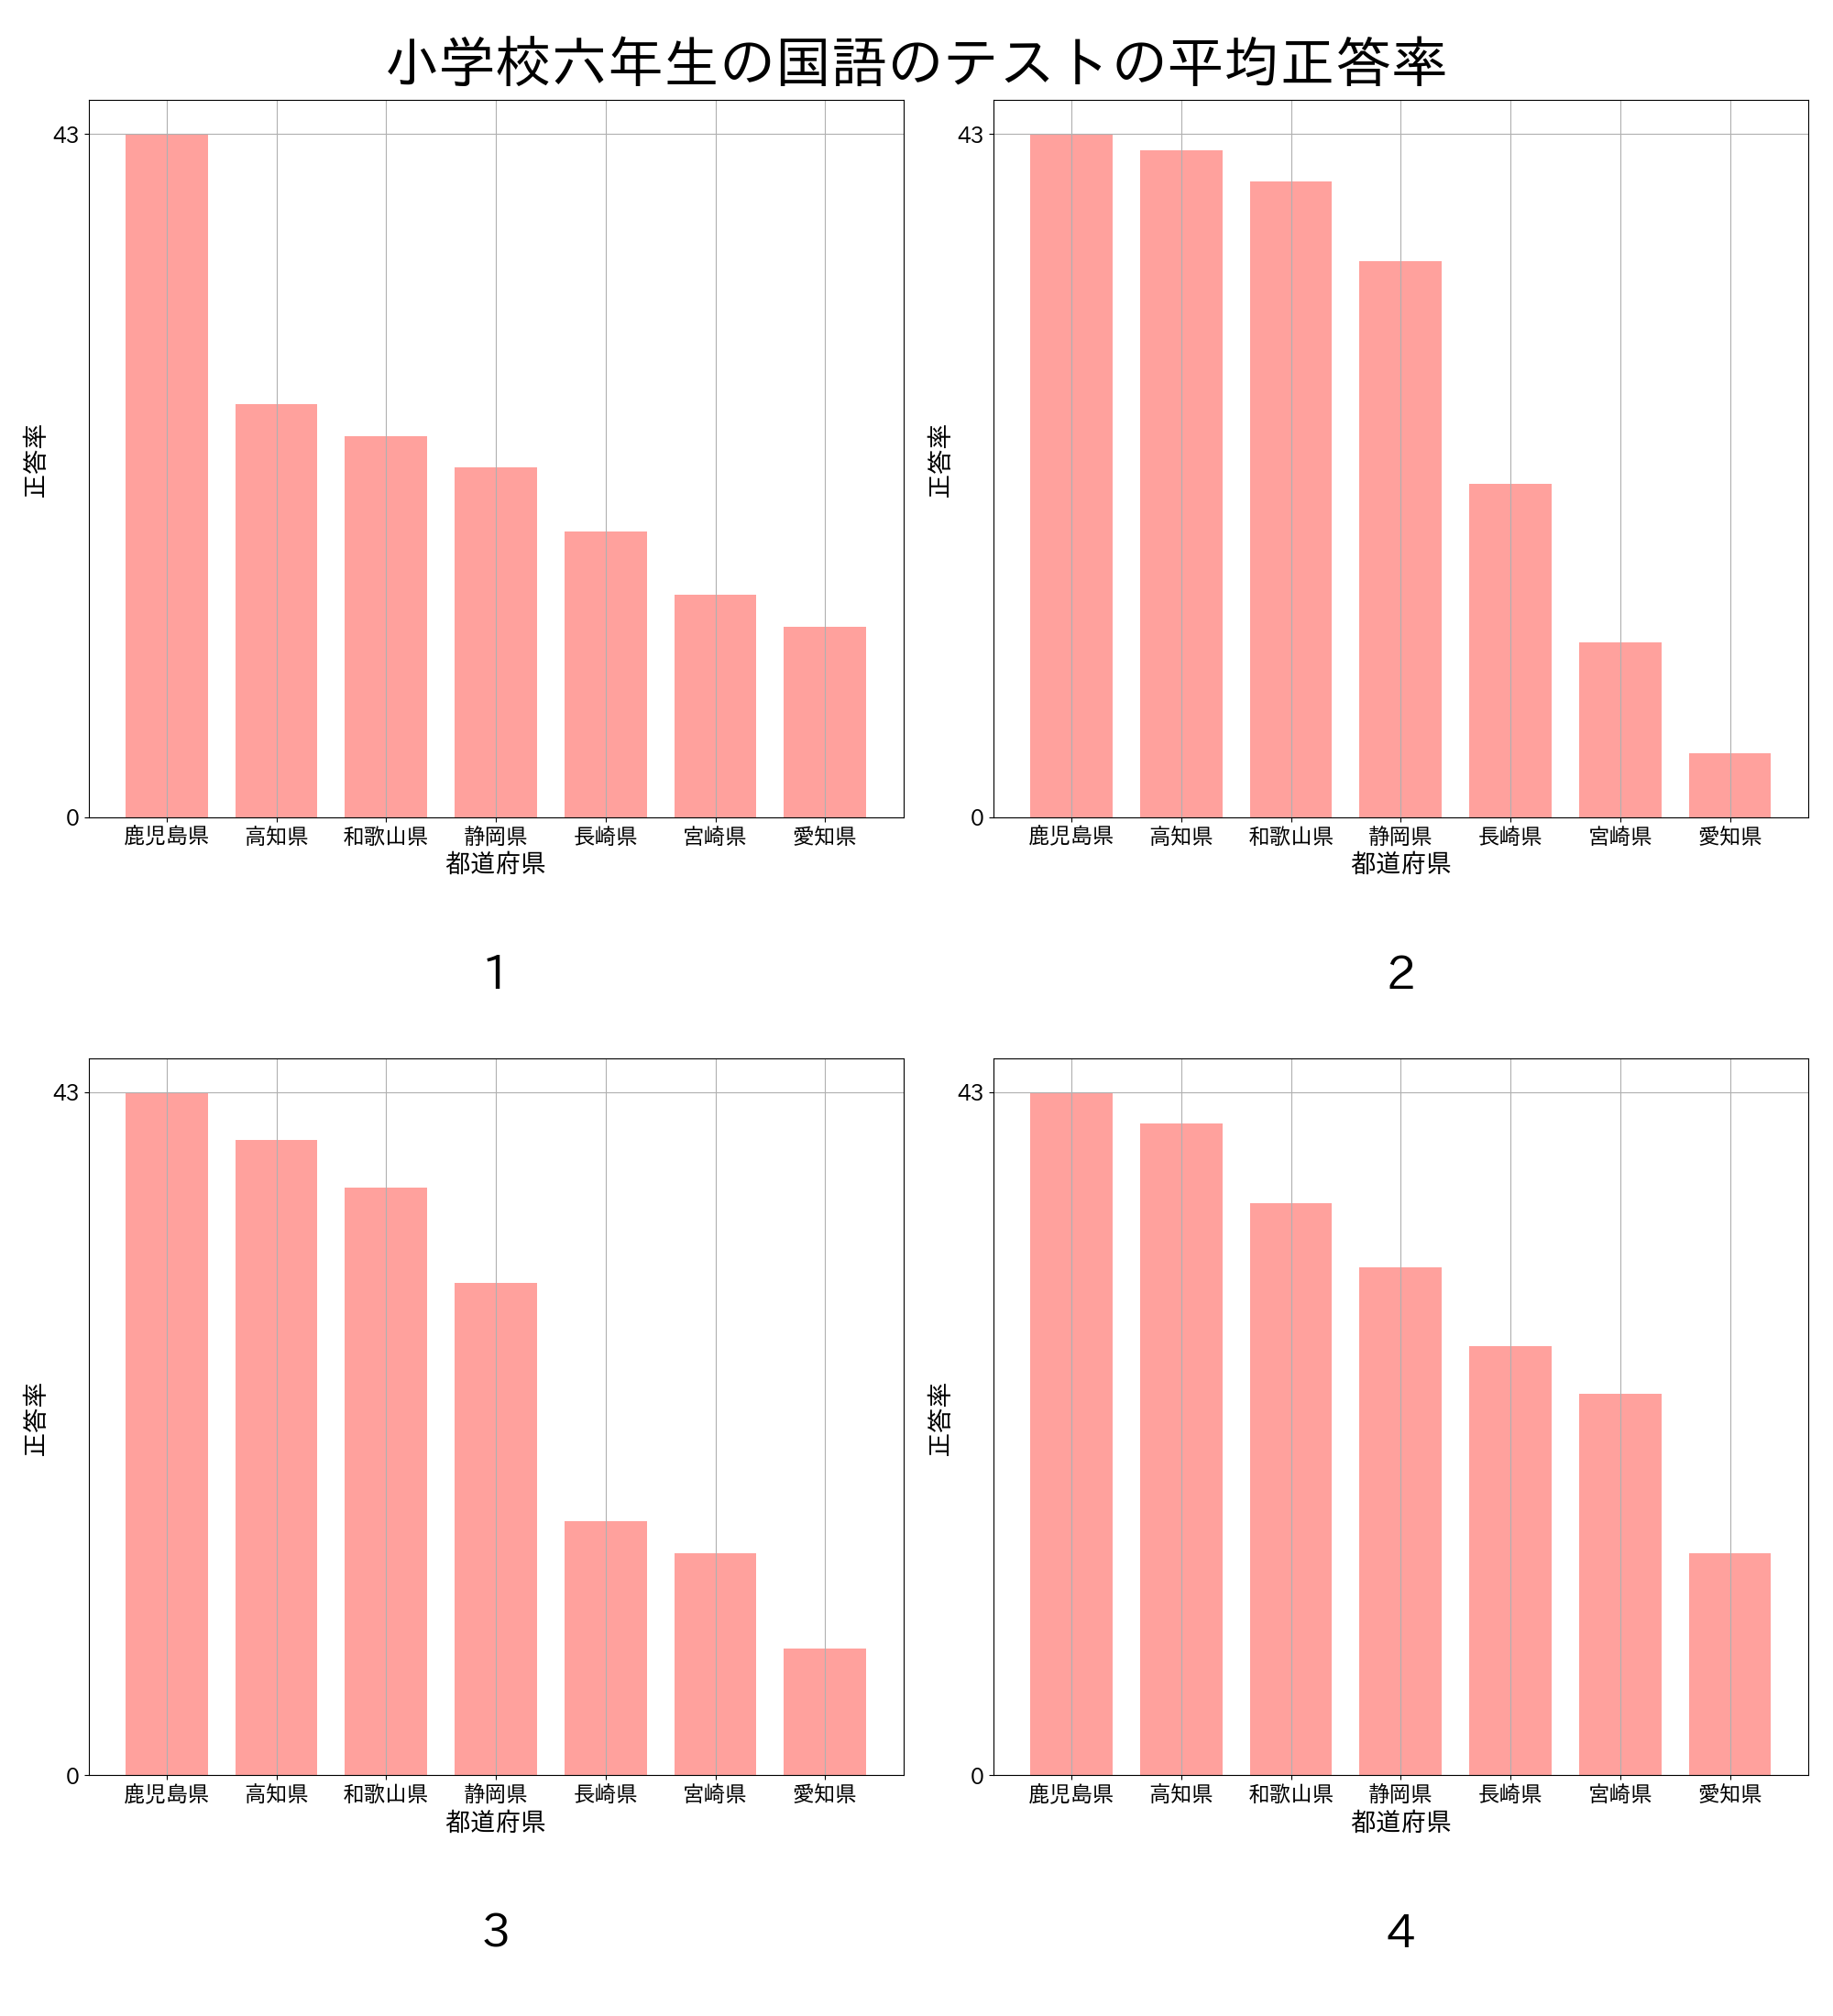 小学校六年生の国語のテストの平均正答率
43
0
正答率
鹿児島県 高知県 和歌山県 静岡県 長崎県 宮崎県 愛知県
都道府県
1
43
0
正答率
鹿児島県 高知県 和歌山県 静岡県 長崎県 宮崎県 愛知県
都道府県
2
43
0
正答率
鹿児島県 高知県 和歌山県 静岡県 長崎県 宮崎県 愛知県
都道府県
3
43
0
正答率
鹿児島県 高知県 和歌山県 静岡県 長崎県 宮崎県 愛知県
都道府県
4